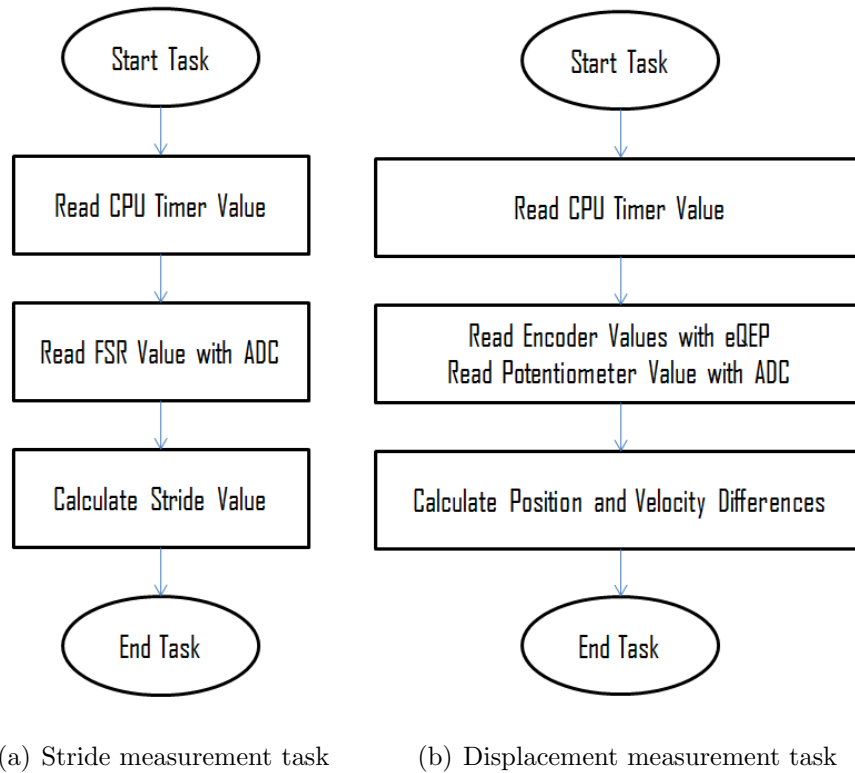 Start Task
Read CPU Timer Value
Read FSR Value with ADC
Calculate Stride Value
End Task
(a) Stride measurement task
Start Task
Read CPU Timer Value
Read Encoder Values with eQEP
Read Potentiometer Value with ADC
Calculate Position and Velocity Differences
End Task
(b) Displacement measurement task